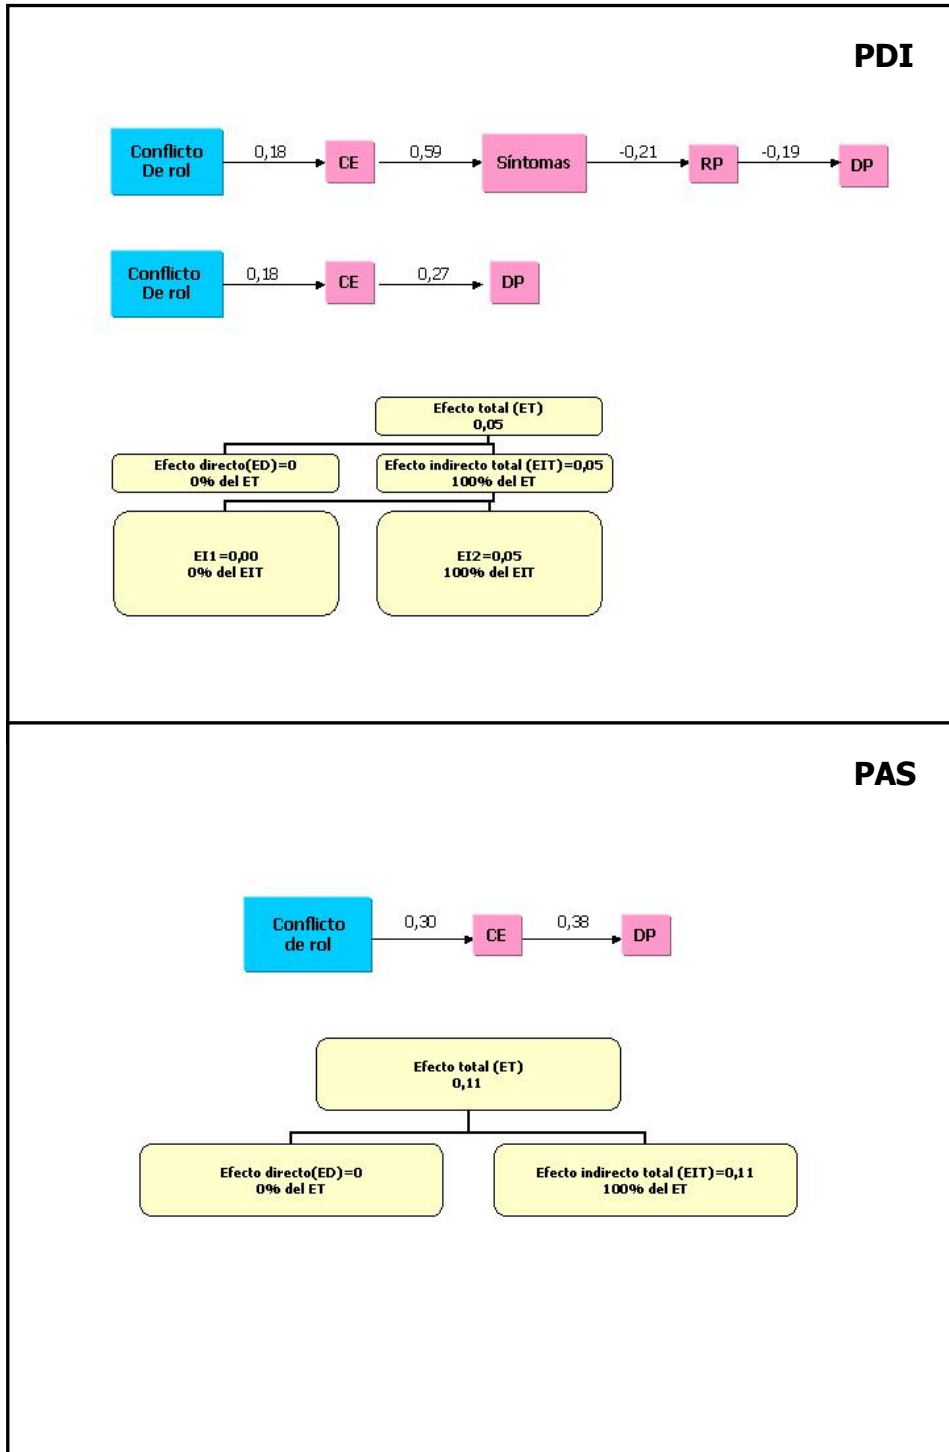 PDI
Conflicto
De rol
0,18
CE
0,59
Síntomas
-0,21
RP
-0,19
DP
Conflicto
De rol
0,18
CE
0,27
DP
Efecto total (ET)
0,05
Efecto directo(ED)=0
0% del ET
Efecto indirecto total (EIT)=0,05
100% del ET
EI1=0,00
0% del EIT
EI2=0,05
100% del EIT
PAS
Conflicto
de rol
0,30
CE
0,38
DP
Efecto total (ET)
0,11
Efecto directo(ED)=0
0% del ET
Efecto indirecto total (EIT)=0,11
100% del ET